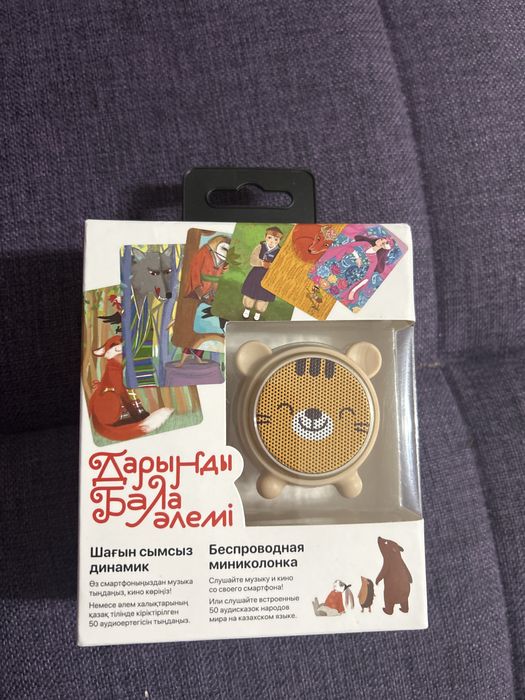 Дарынды
Бала
әлемі
Шағын сымсыз
динамик
Өз смартфоныңыздан музыка
тыңдаңыз, кино көріңіз!
Немесе әлем халықтарының
қазақ тілінде кіріктірілген
50 аудиоертегісін тыңдаңыз.
Беспроводная
миниколонка
Слушайте музыку и кино
со своего смартфона!
Или слушайте встроенные
50 аудисказок народов
мира на казахском языке.